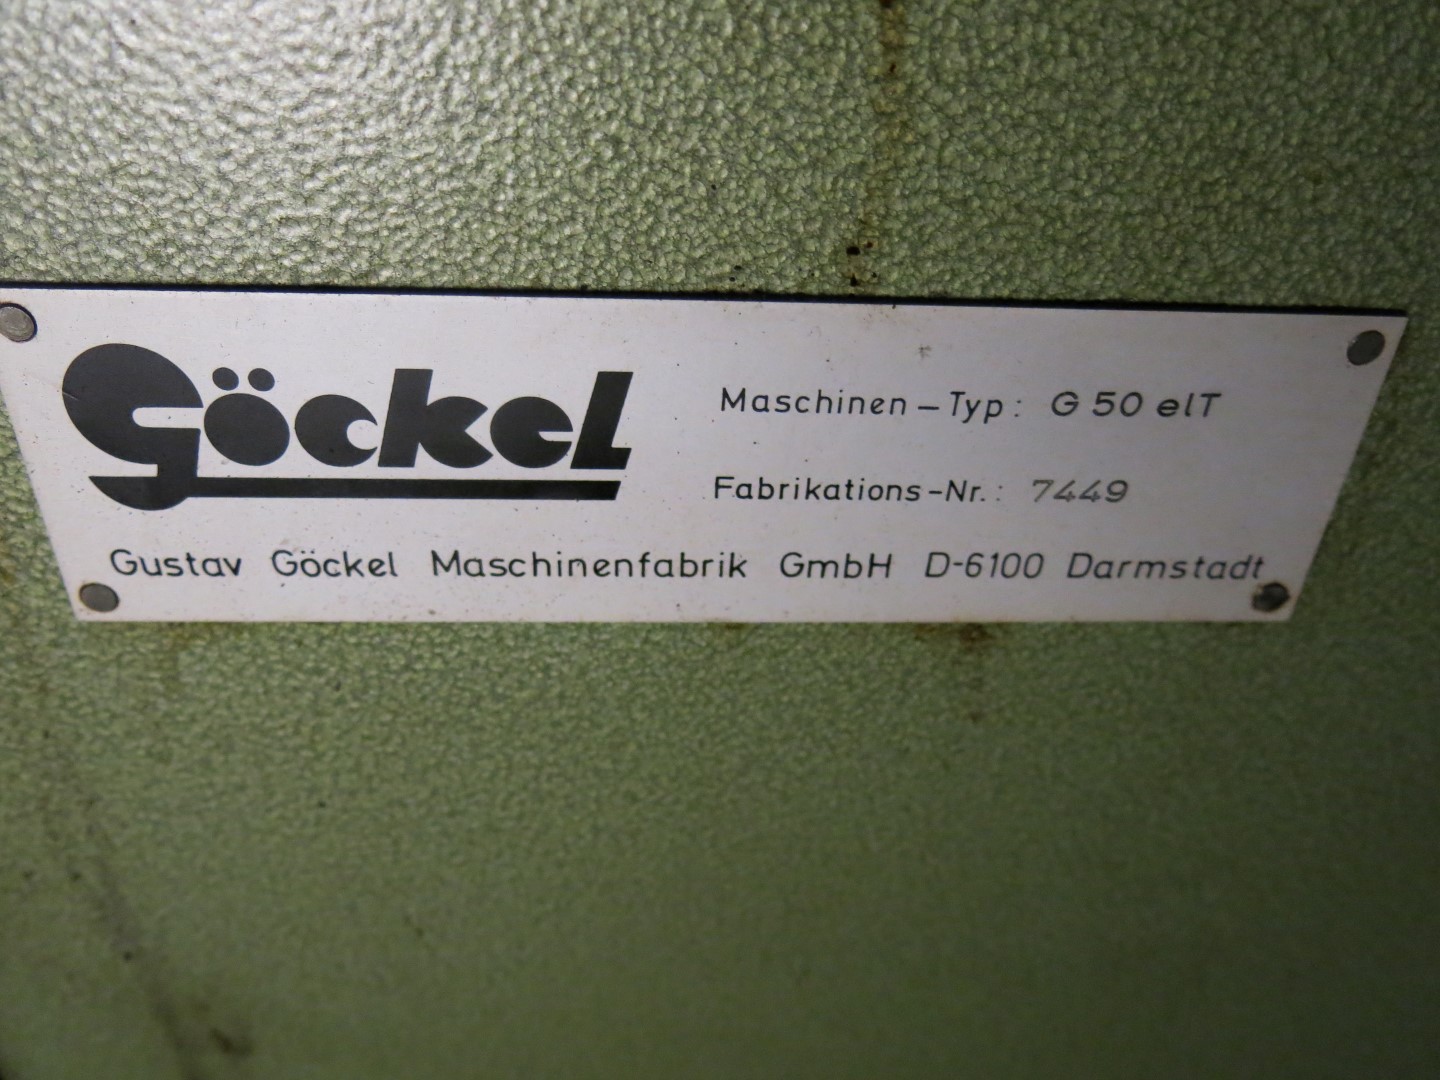 Göckel
Maschinen – Typ: G 50 elT
Fabrikations-Nr.: 7449
Gustav Göckel Maschinenfabrik GmbH D-6100 Darmstadt